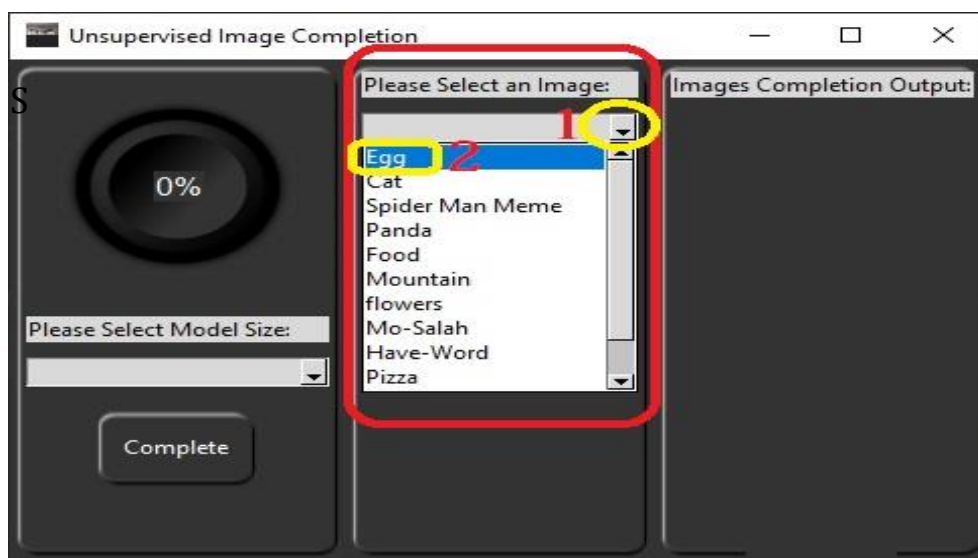 Unsupervised Image Completion
S
0%
Please Select Model Size:
Complete
Please Select an Image:
1
2
Egg
Cat
Spider Man Meme
Panda
Food
Mountain
flowers
Mo-Salah
Have-Word
Pizza
Images Completion Output: